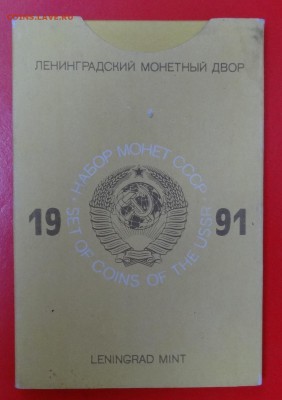 ЛЕНИНГРАДСКИЙ МОНЕТНЫЙ ДВОР
НАБОР МОНЕТ СССР
19 91
SET OF COINS OF THE USSR
LENINGRAD MINT